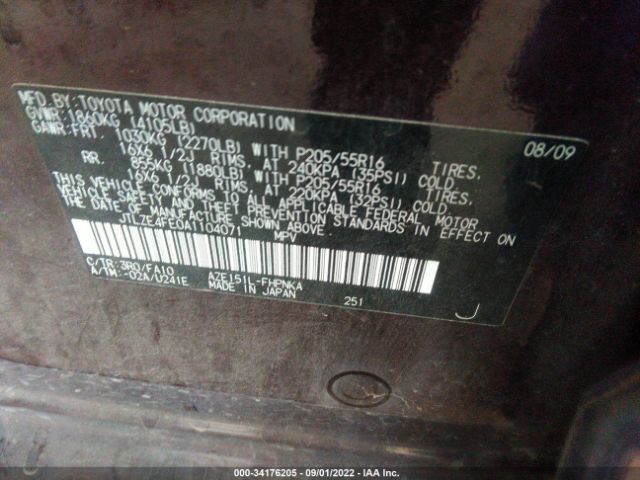 MFD.BY:TOYOTA MOTOR CORPORATION 08/09
GVWR:1860KG (4105LB)
GAWR:FRT. 1030KG (2270LB) WITH P205/55R16 TIRES,
16X6 1/2J RIMS, AT 240KPA (35PSI) COLD
RR. 855KG (1880LB) WITH P205/55R16 TIRES,
16X6 1/2J RIMS, AT 220KPA (32PSI) COLD
THIS VEHICLE CONFORMS TO ALL APPLICABLE FEDERAL MOTOR
VEHICLE SAFETY STANDARDS IN EFFECT ON
THE DATE OF MANUFACTURE SHOWN ABOVE.
JTLZE4FE0A1104071 MPV
C/TR:3R0/FA10 AZE151L-FHPNKA
A/TM:-02A/U241E MADE IN JAPAN 251 J
000-34176205 - 09/01/2022 - IAA Inc.